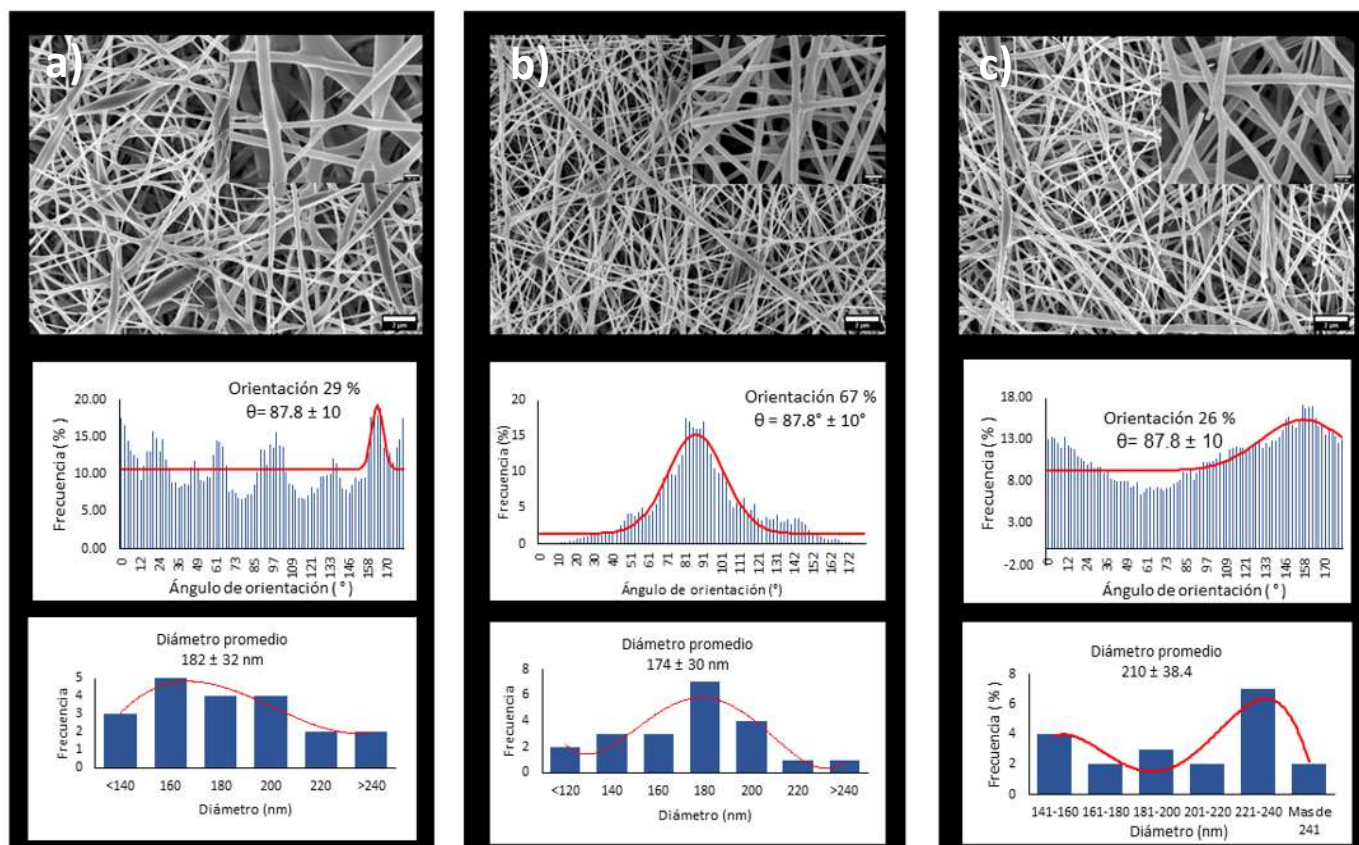 a)
2 μm
Orientación 29 %
θ= 87.8 ± 10
20.00
15.00
10.00
5.00
0.00
Frecuencia ( % )
0 12 24 36 49 61 73 85 97 109 121 133 146 158 170
Ángulo de orientación ( ° )
Diámetro promedio
182 ± 32 nm
5
4
3
2
1
0
Frecuencia
<140 160 180 200 220 >240
Diámetro (nm)
b)
2 μm
Orientación 67 %
θ= 87.8° ± 10°
20
15
10
5
0
Frecuencia (%)
0 10 20 30 40 51 61 71 81 91 101 111 121 131 142 152 162 172
Ángulo de orientación (°)
Diámetro promedio
174 ± 30 nm
8
6
4
2
0
Frecuencia
<120 140 160 180 200 220 >240
Diámetro (nm)
c)
2 μm
Orientación 26 %
θ= 87.8 ± 10
18.00
13.00
8.00
3.00
-2.00
Frecuencia ( % )
0 12 24 36 49 61 73 85 97 109 121 133 146 158 170
Ángulo de orientación ( ° )
Diámetro promedio
210 ± 38.4
8
6
4
2
0
Frecuencia ( % )
141-160 161-180 181-200 201-220 221-240 Mas de
241
Diámetro (nm)